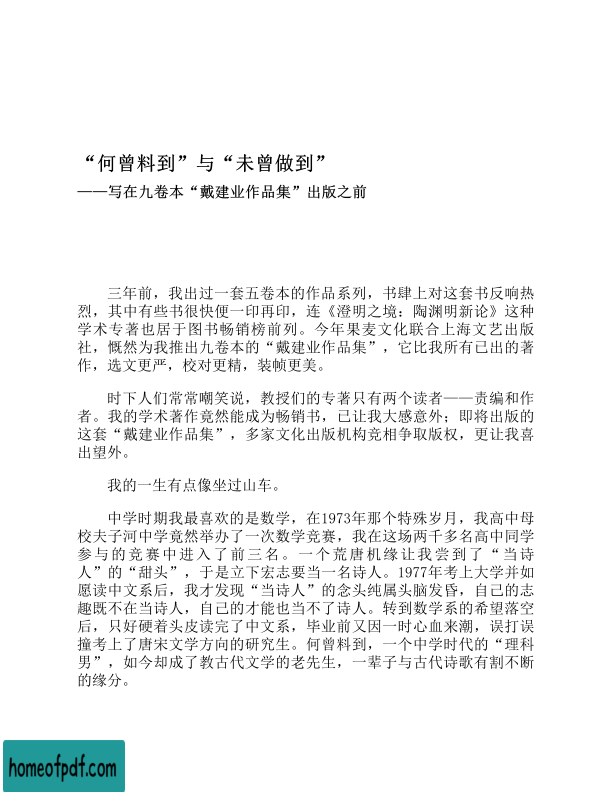 “何曾料到”与“未曾做到”
——写在九卷本“戴建业作品集”出版之前
三年前，我出过一套五卷本的作品系列，书肆上对这套书反响热
烈，其中有些书很快便一印再印，连《澄明之境：陶渊明新论》这种
学术专著也居于图书畅销榜前列。今年果麦文化联合上海文艺出版
社，慨然为我推出九卷本的“戴建业作品集”，它比我所有已出的著
作，选文更严，校对更精，装帧更美。
时下人们常常嘲笑说，教授们的专著只有两个读者——责编和作
者。我的学术著作竟然能成为畅销书，已让我大感意外；即将出版的
这套“戴建业作品集”，多家文化出版机构竞相争取版权，更让我喜
出望外。
我的一生有点像坐过山车。
中学时期我最喜欢的是数学，在1973年那个特殊岁月，我高中母
校夫子河中学竟然举办了一次数学竞赛，我在这场两千多名高中同学
参与的竞赛中进入了前三名。一个荒唐机缘让我尝到了“当诗
人”的“甜头”，于是立下宏志要当一名诗人。1977年考上大学并如
愿读中文系后，我才发现“当诗人”的念头纯属头脑发昏，自己的志
趣既不在当诗人，自己的才能也当不了诗人。转到数学系的希望落空
后，只好硬着头皮读完了中文系，毕业前又因一时心血来潮，误打误
撞考上了唐宋文学方向的研究生。何曾料到，一个中学时代的“理科
男”，如今却成了教古代文学的老先生，一辈子与古代诗歌有割不断
的缘分。
homeofpdf.com